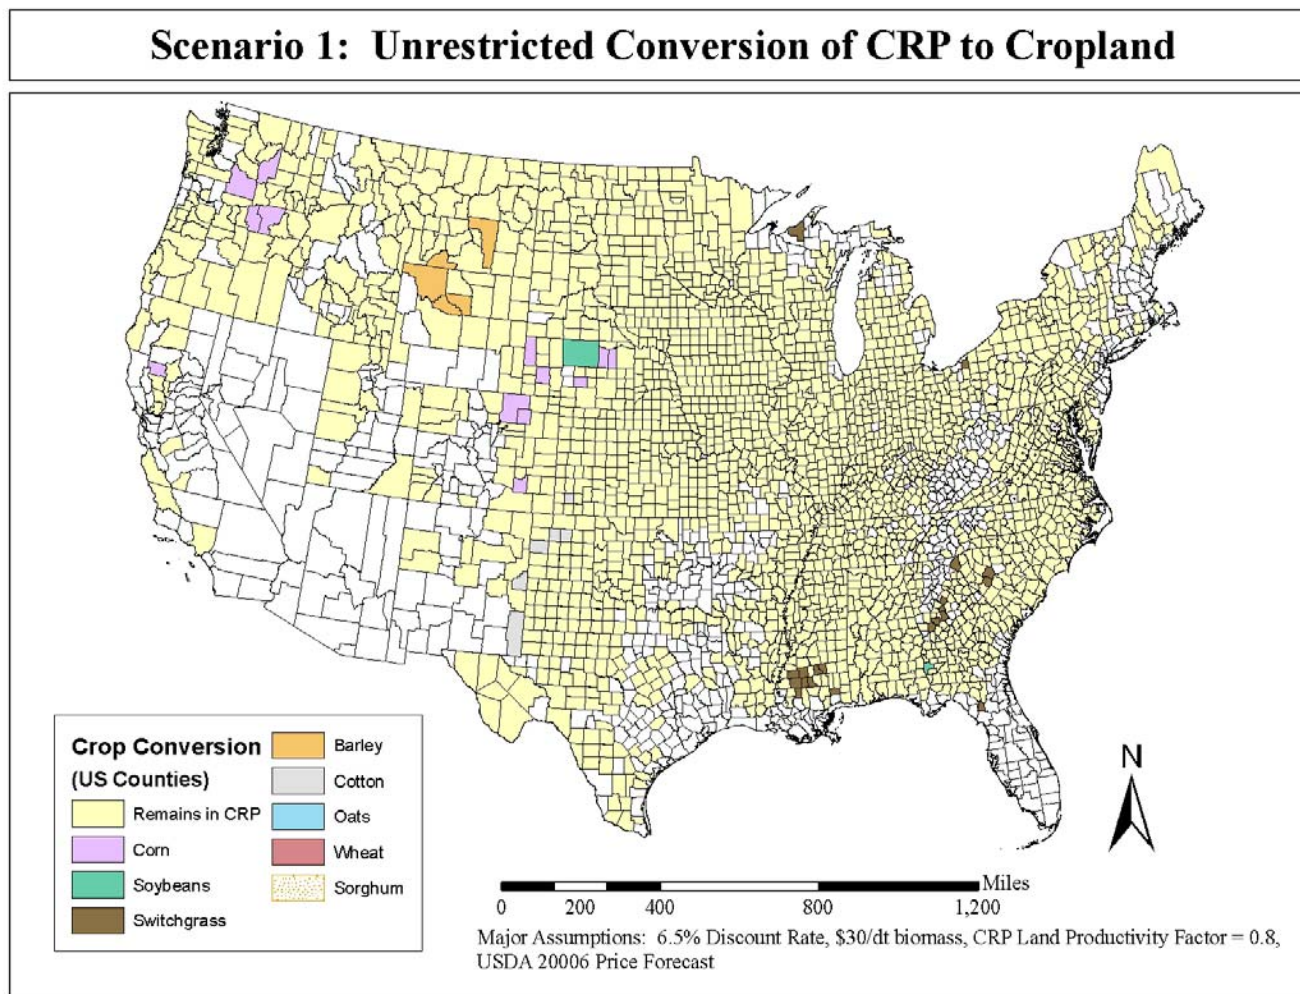 Scenario 1: Unrestricted Conversion of CRP to Cropland
Crop Conversion
(US Counties)
Remains in CRP
Corn
Soybeans
Switchgrass
Barley
Cotton
Oats
Wheat
Sorghum
N
Miles
0 200 400 800 1,200
Major Assumptions: 6.5% Discount Rate, $30/dt biomass, CRP Land Productivity Factor = 0.8,
USDA 20006 Price Forecast